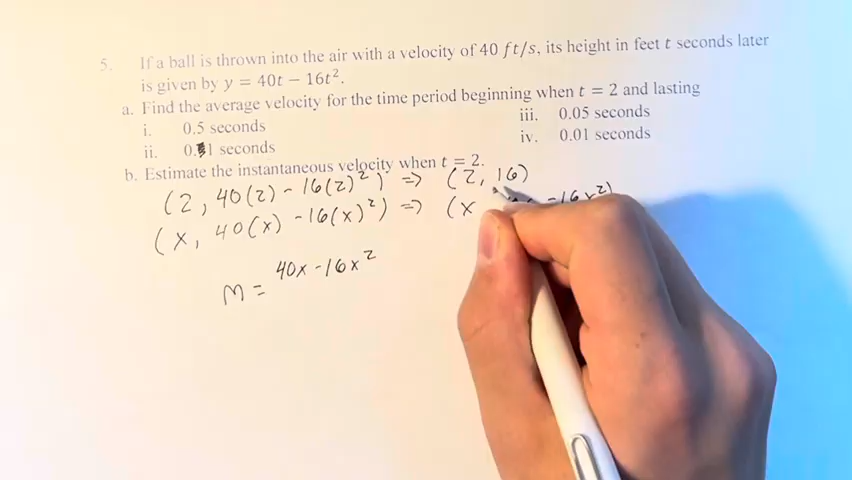 5. If a ball is thrown into the air with a velocity of 40 ft/s, its height in feet t seconds later
is given by y = 40t − 16t².
a. Find the average velocity for the time period beginning when t = 2 and lasting
i. 0.5 seconds iii. 0.05 seconds
ii. 0.1 seconds iv. 0.01 seconds
b. Estimate the instantaneous velocity when t = 2.
(2, 40(2) - 16(2)²) => (2, 16)
(x, 40(x) - 16(x)²) => (x - 16x²)
m = 40x - 16x²